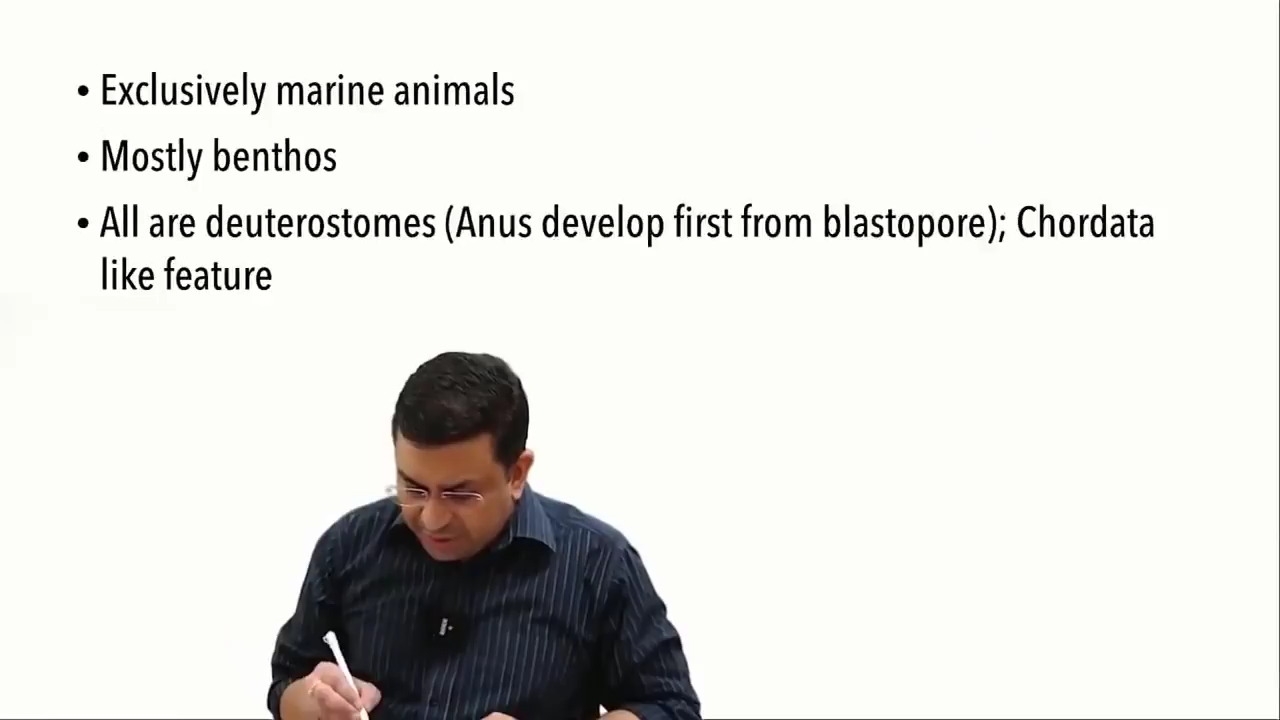 • Exclusively marine animals
• Mostly benthos
• All are deuterostomes (Anus develop first from blastopore); Chordata
like feature